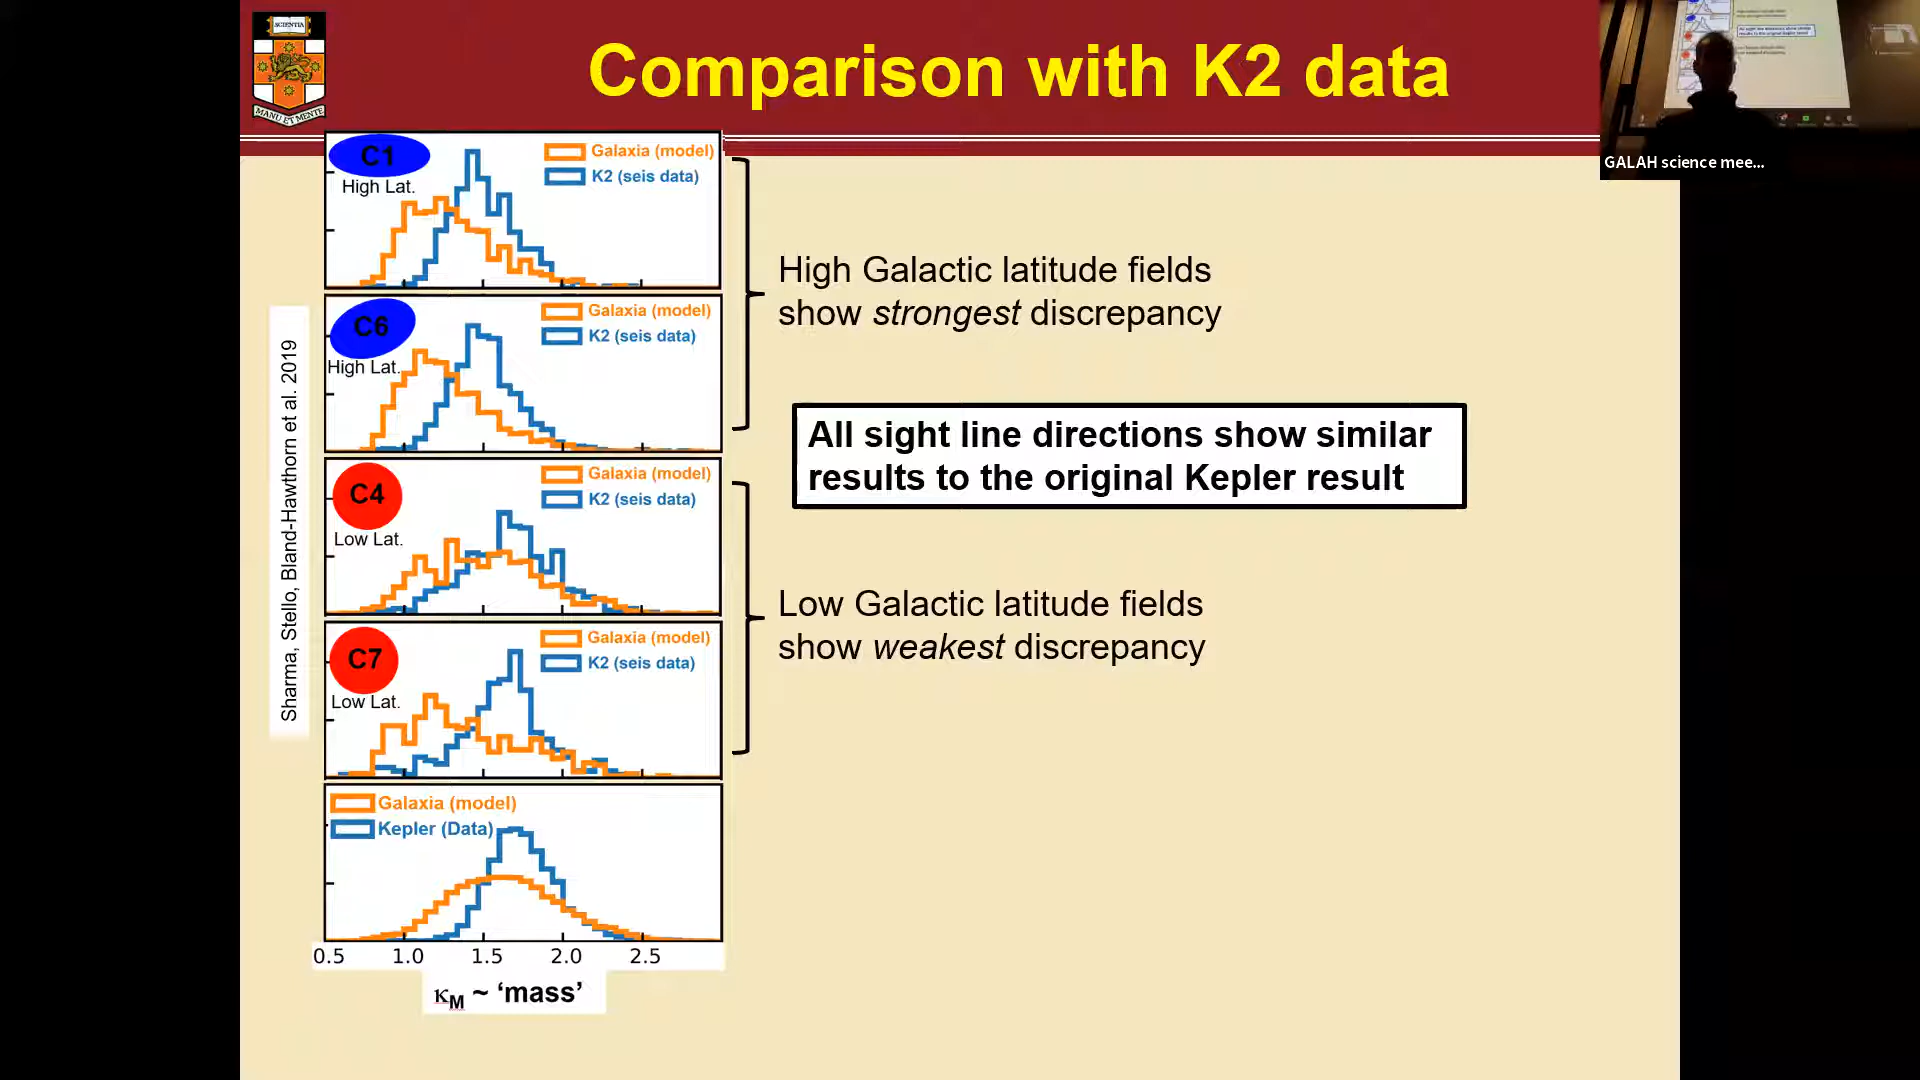 SCIENTIA
MANU ET MENTE
Comparison with K2 data
GALAH science mee...
Sharma, Stello, Bland-Hawthorn et al. 2019
C1
High Lat.
Galaxia (model)
K2 (seis data)
C6
High Lat.
Galaxia (model)
K2 (seis data)
High Galactic latitude fields
show strongest discrepancy
All sight line directions show similar
results to the original Kepler result
C4
Low Lat.
Galaxia (model)
K2 (seis data)
C7
Low Lat.
Galaxia (model)
K2 (seis data)
Low Galactic latitude fields
show weakest discrepancy
Galaxia (model)
Kepler (Data)
0.5 1.0 1.5 2.0 2.5
κM ~ ‘mass’